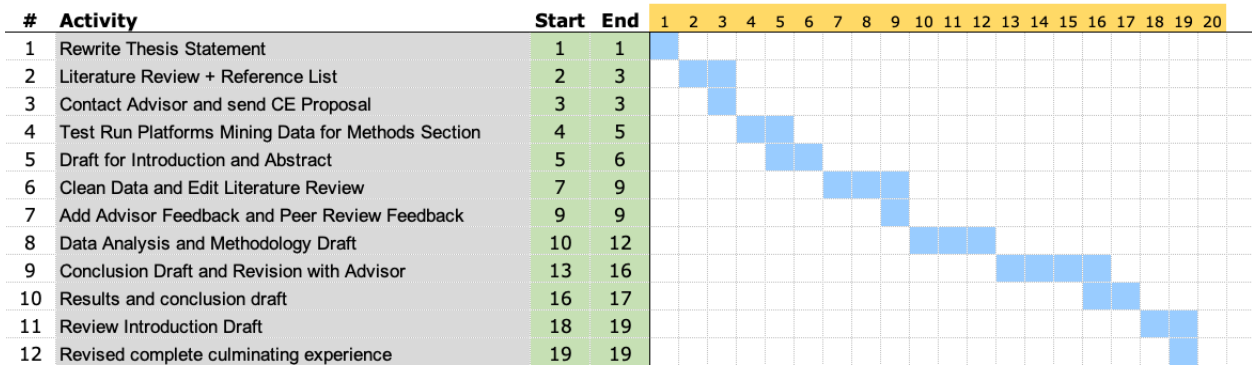 # Activity Start End 1 2 3 4 5 6 7 8 9 10 11 12 13 14 15 16 17 18 19 20
1 Rewrite Thesis Statement 1 1
2 Literature Review + Reference List 2 3
3 Contact Advisor and send CE Proposal 3 3
4 Test Run Platforms Mining Data for Methods Section 4 5
5 Draft for Introduction and Abstract 5 6
6 Clean Data and Edit Literature Review 7 9
7 Add Advisor Feedback and Peer Review Feedback 9 9
8 Data Analysis and Methodology Draft 10 12
9 Conclusion Draft and Revision with Advisor 13 16
10 Results and conclusion draft 16 17
11 Review Introduction Draft 18 19
12 Revised complete culminating experience 19 19